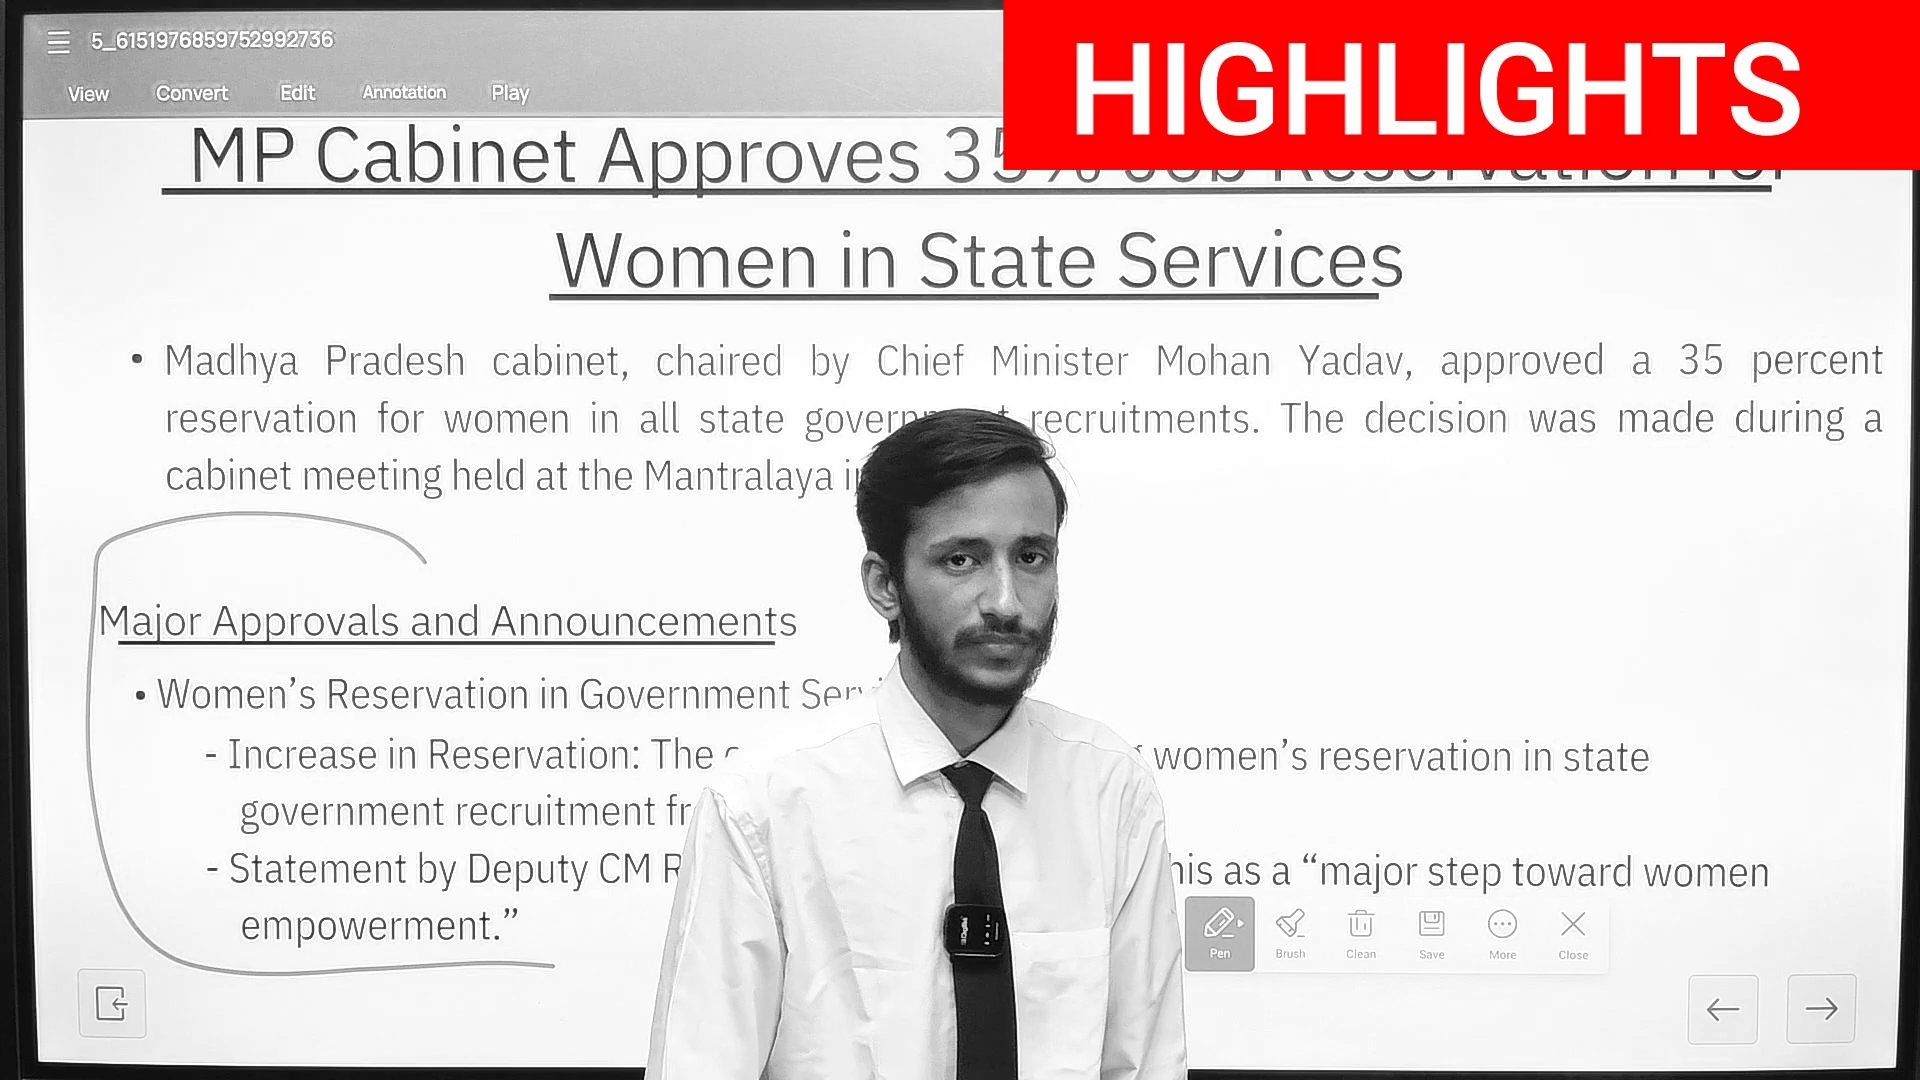 5_6151976859752992736
HIGHLIGHTS
View Convert Edit Annotation Play
MP Cabinet Approves 35% Job Reservation for
Women in State Services
• Madhya Pradesh cabinet, chaired by Chief Minister Mohan Yadav, approved a 35 percent
reservation for women in all state government recruitments. The decision was made during a
cabinet meeting held at the Mantralaya
Major Approvals and Announcements
• Women’s Reservation in Government
- Increase in Reservation: The women’s reservation in state
government recruitment
- Statement by Deputy CM as a “major step toward women
empowerment.”
Pen Brush Clean Save More Close